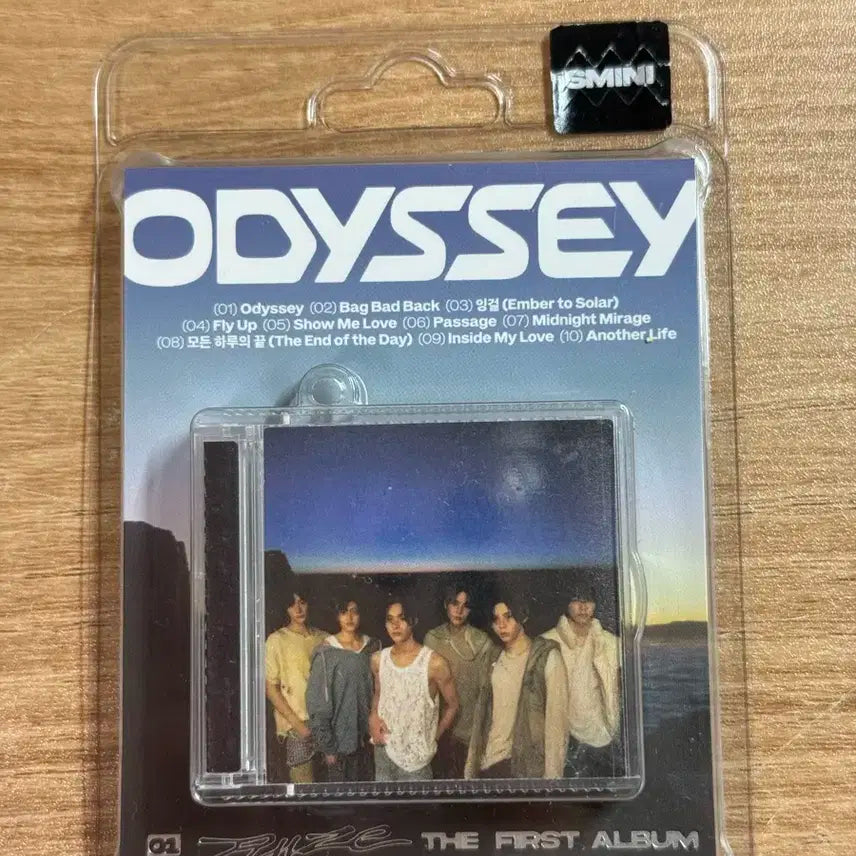 SMINI
ODYSSEY
(01) Odyssey (02) Bag Bad Back (03) 잉걸 (Ember to Solar)
(04) Fly Up (05) Show Me Love (06) Passage (07) Midnight Mirage
(08) 모든 하루의 끝 (The End of the Day) (09) Inside My Love (10) Another Life
01 THE FIRST ALBUM